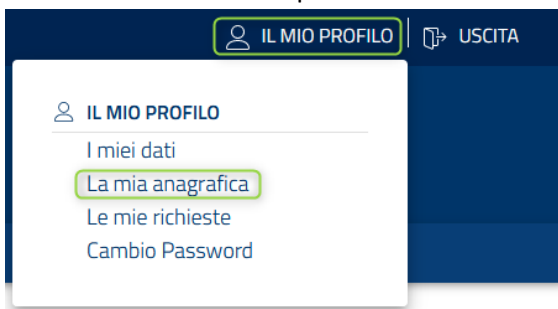 IL MIO PROFILO USCITA
IL MIO PROFILO
I miei dati
La mia anagrafica
Le mie richieste
Cambio Password